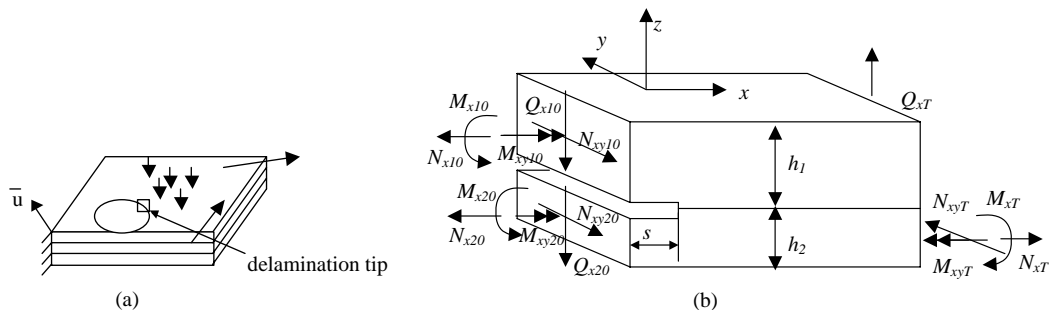 z
y
x
M_x10
Q_x10
N_xy10
N_x10
M_xy10
Q_xT
h_1
M_x20
N_xy20
N_x20
M_xy20
Q_x20
s
h_2
N_xyT
M_xT
M_xyT
N_xT
ū
delamination tip
(a)
(b)